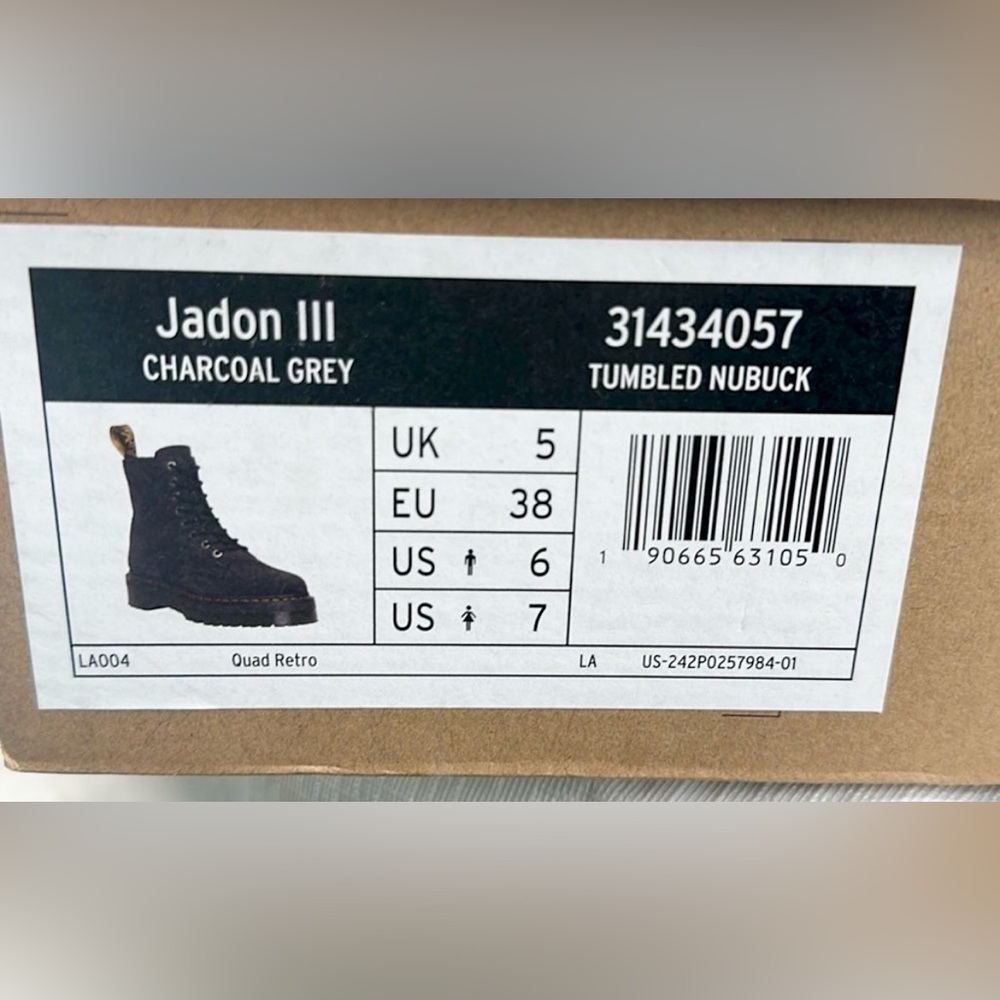 Jadon III
CHARCOAL GREY
31434057
TUMBLED NUBUCK
UK 5
EU 38
US 6
US 7
1 90665 63105 0
LA004 Quad Retro LA US-242P0257984-01